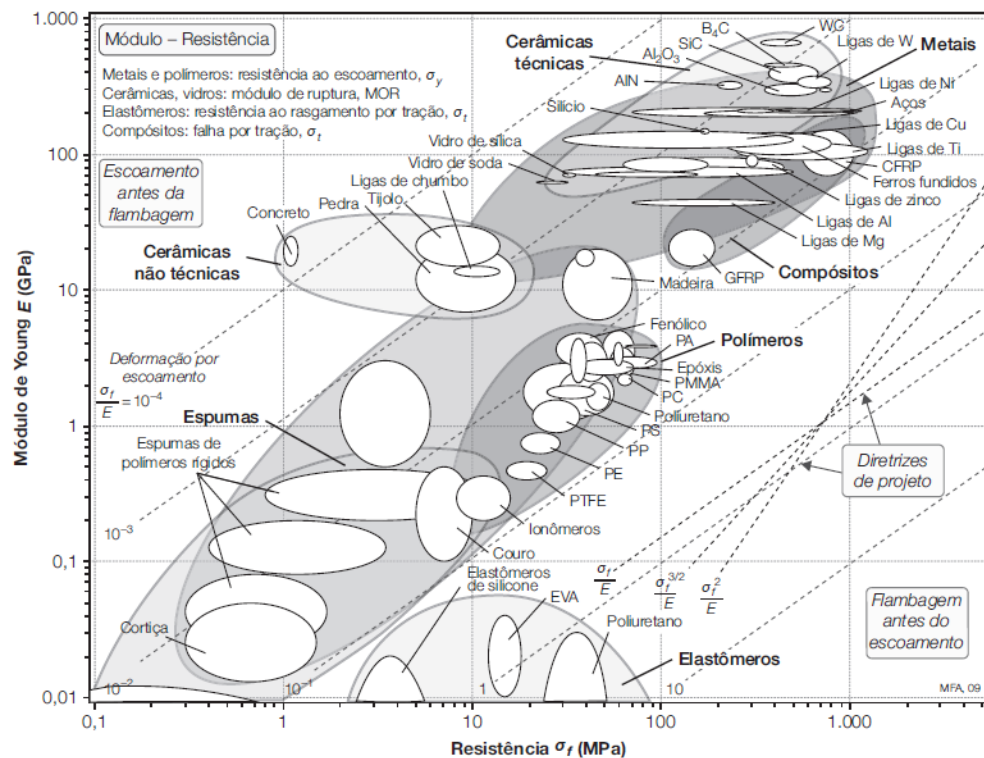 Módulo – Resistência
Metais e polímeros: resistência ao escoamento, σy
Cerâmicas, vidros: módulo de ruptura, MOR
Elastômeros: resistência ao rasgamento por tração, σt
Compósitos: falha por tração, σt
Escoamento
antes da
flambagem
Cerâmicas
técnicas
B4C
WC
SiC
Ligas de W
Al2O3
Metais
AlN
Ligas de Ni
Silício
Aços
Ligas de Cu
Vidro de sílica
Ligas de Ti
Vidro de soda
CFRP
Ligas de chumbo
Ferros fundidos
Tijolo
Ligas de zinco
Pedra
Concreto
Ligas de Al
Ligas de Mg
Cerâmicas
não técnicas
Compósitos
GFRP
Madeira
Fenólico
Polímeros
PA
Epóxis
PMMA
PC
Poliuretano
PS
PP
PE
PTFE
Ionômeros
Deformação por
escoamento
σf
E = 10-4
Espumas
Espumas de
polímeros rígidos
Diretrizes
de projeto
10-3
Couro
Elastômeros
de silicone
EVA
Poliuretano
σf
E
σf3/2
E
σf2
E
Flambagem
antes do
escoamento
Cortiça
Elastômeros
10-2
10-1
1
10
MFA, 09
1.000
100
10
1
0,1
0,01
Módulo de Young E (GPa)
0,1
1
10
100
1.000
Resistência σf (MPa)